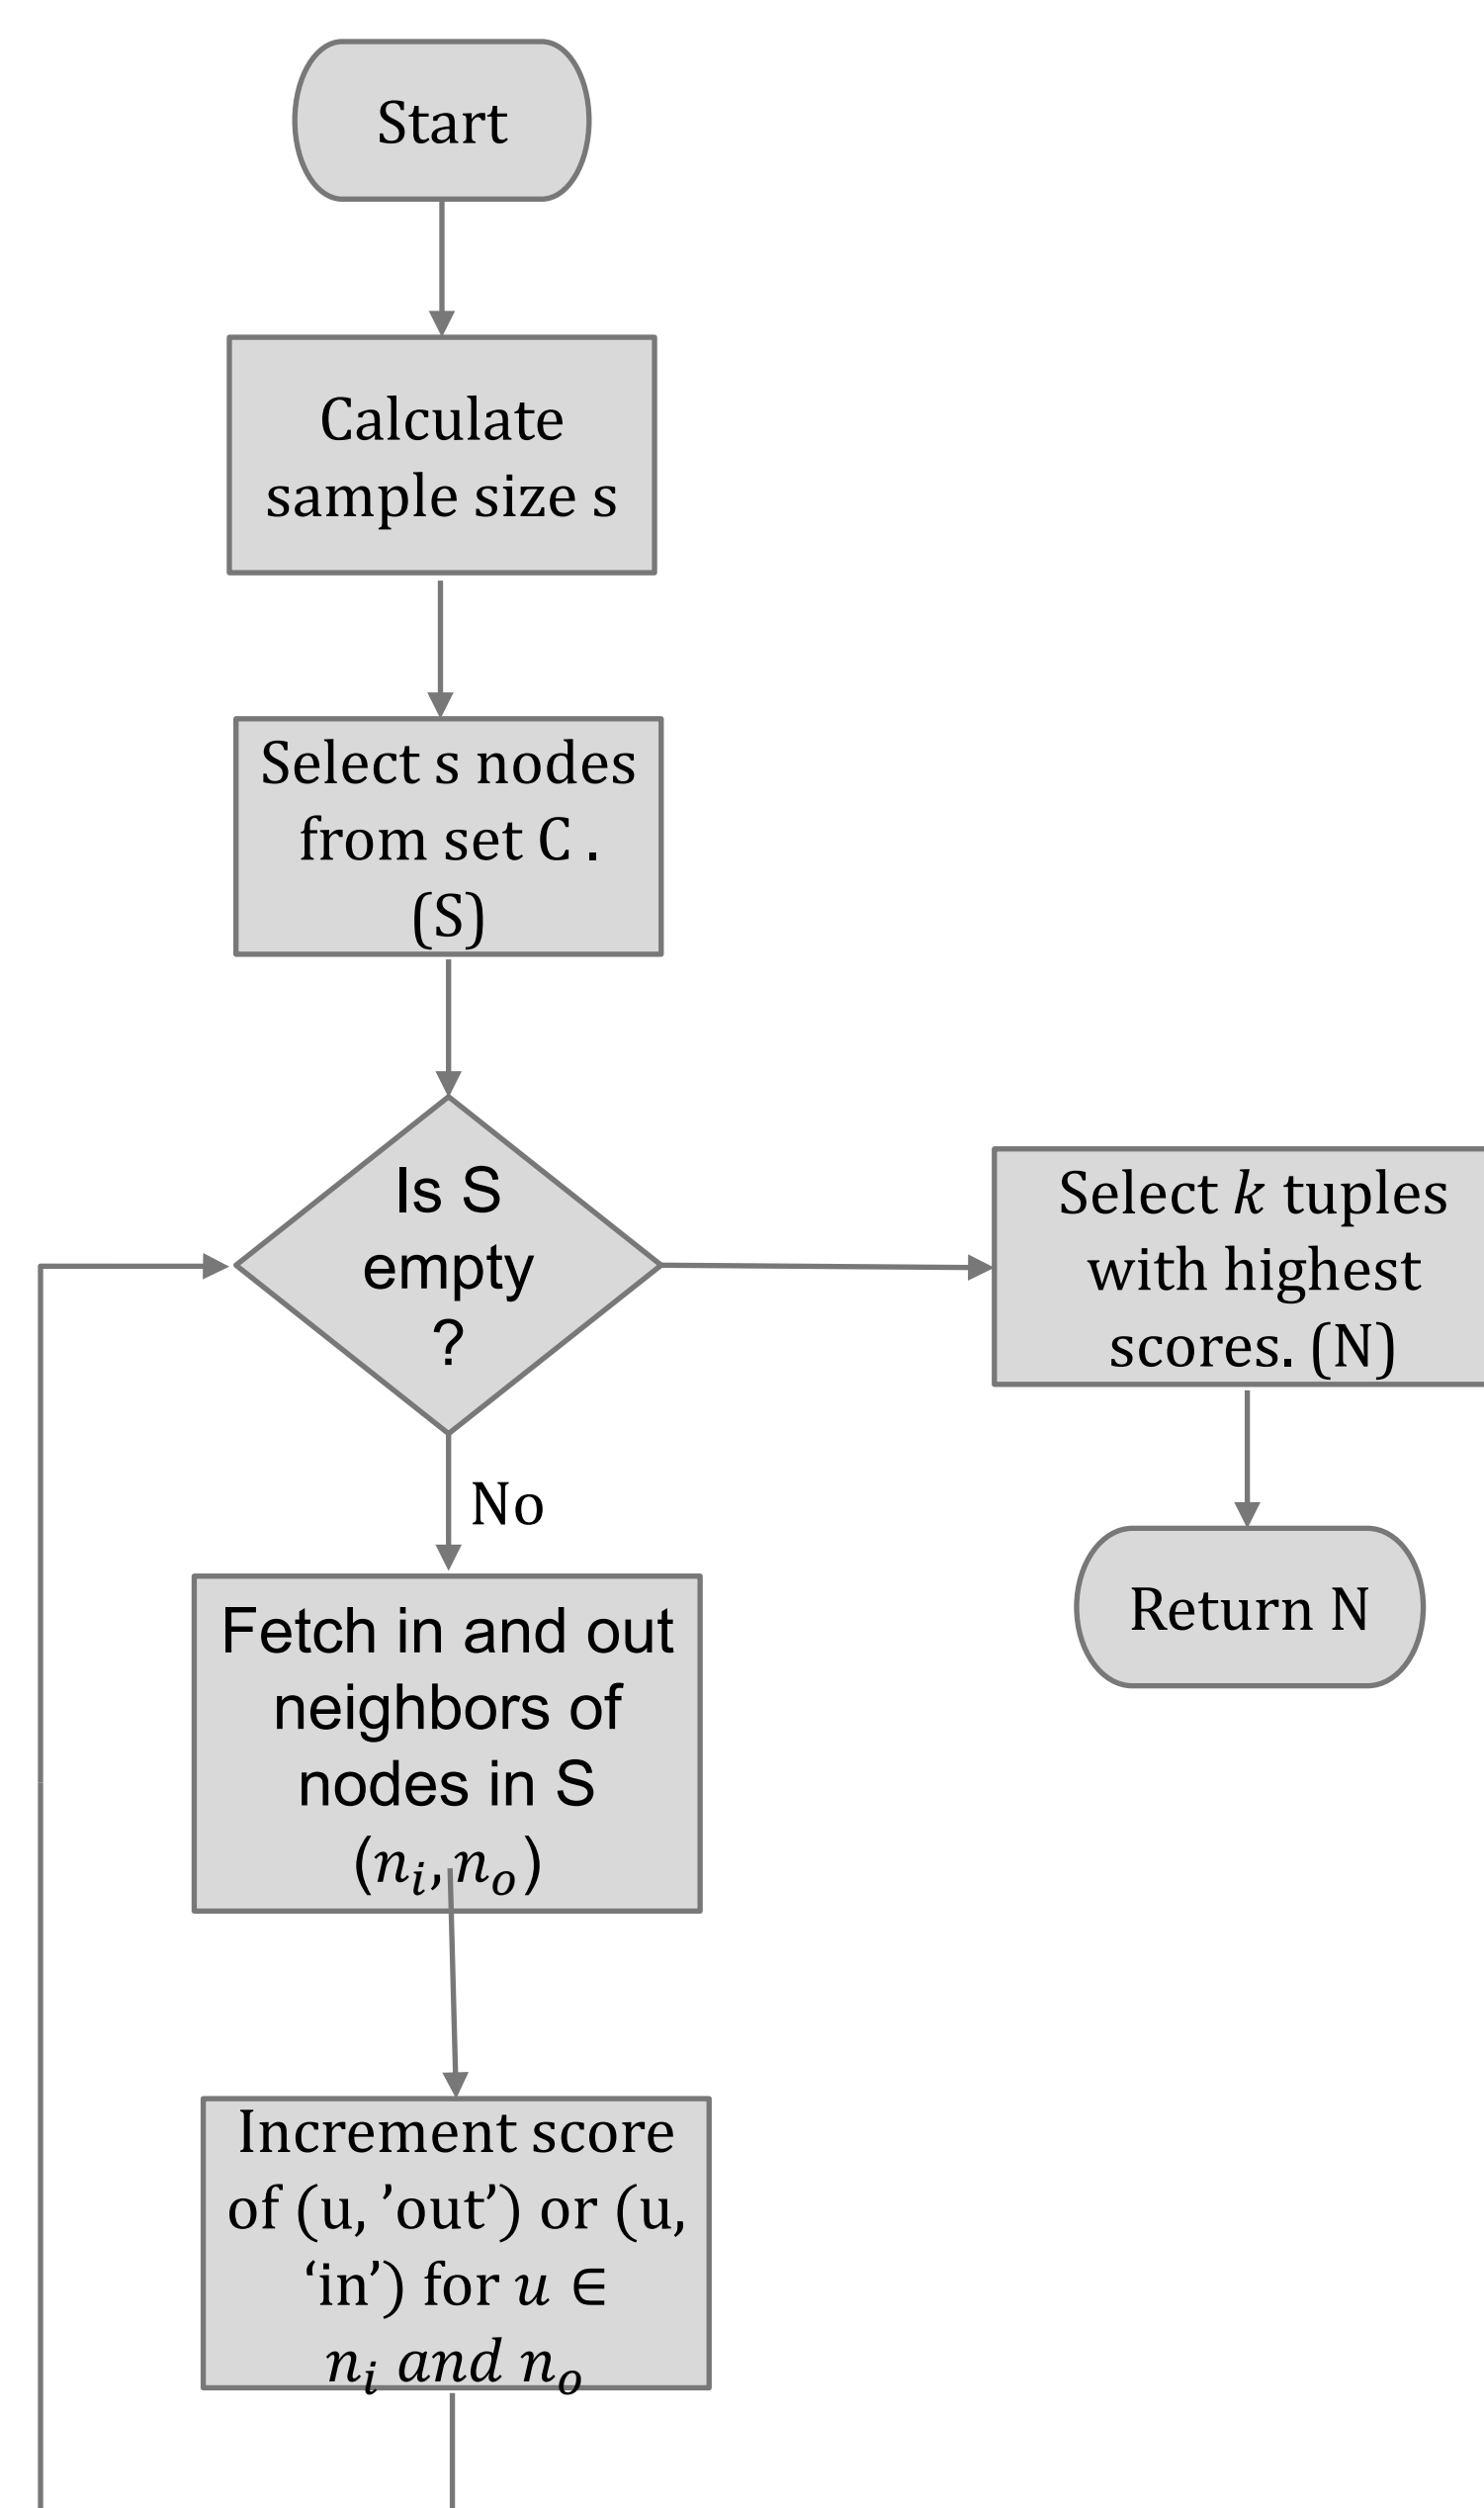 Start
Calculate
sample size s
Select s nodes
from set C .
(S)
Is S
empty
?
Select k tuples
with highest
scores. (N)
No
Return N
Fetch in and out
neighbors of
nodes in S
(nᵢ, nₒ)
Increment score
of (u, ’out’) or (u,
‘in’) for u ∈
nᵢ and nₒ